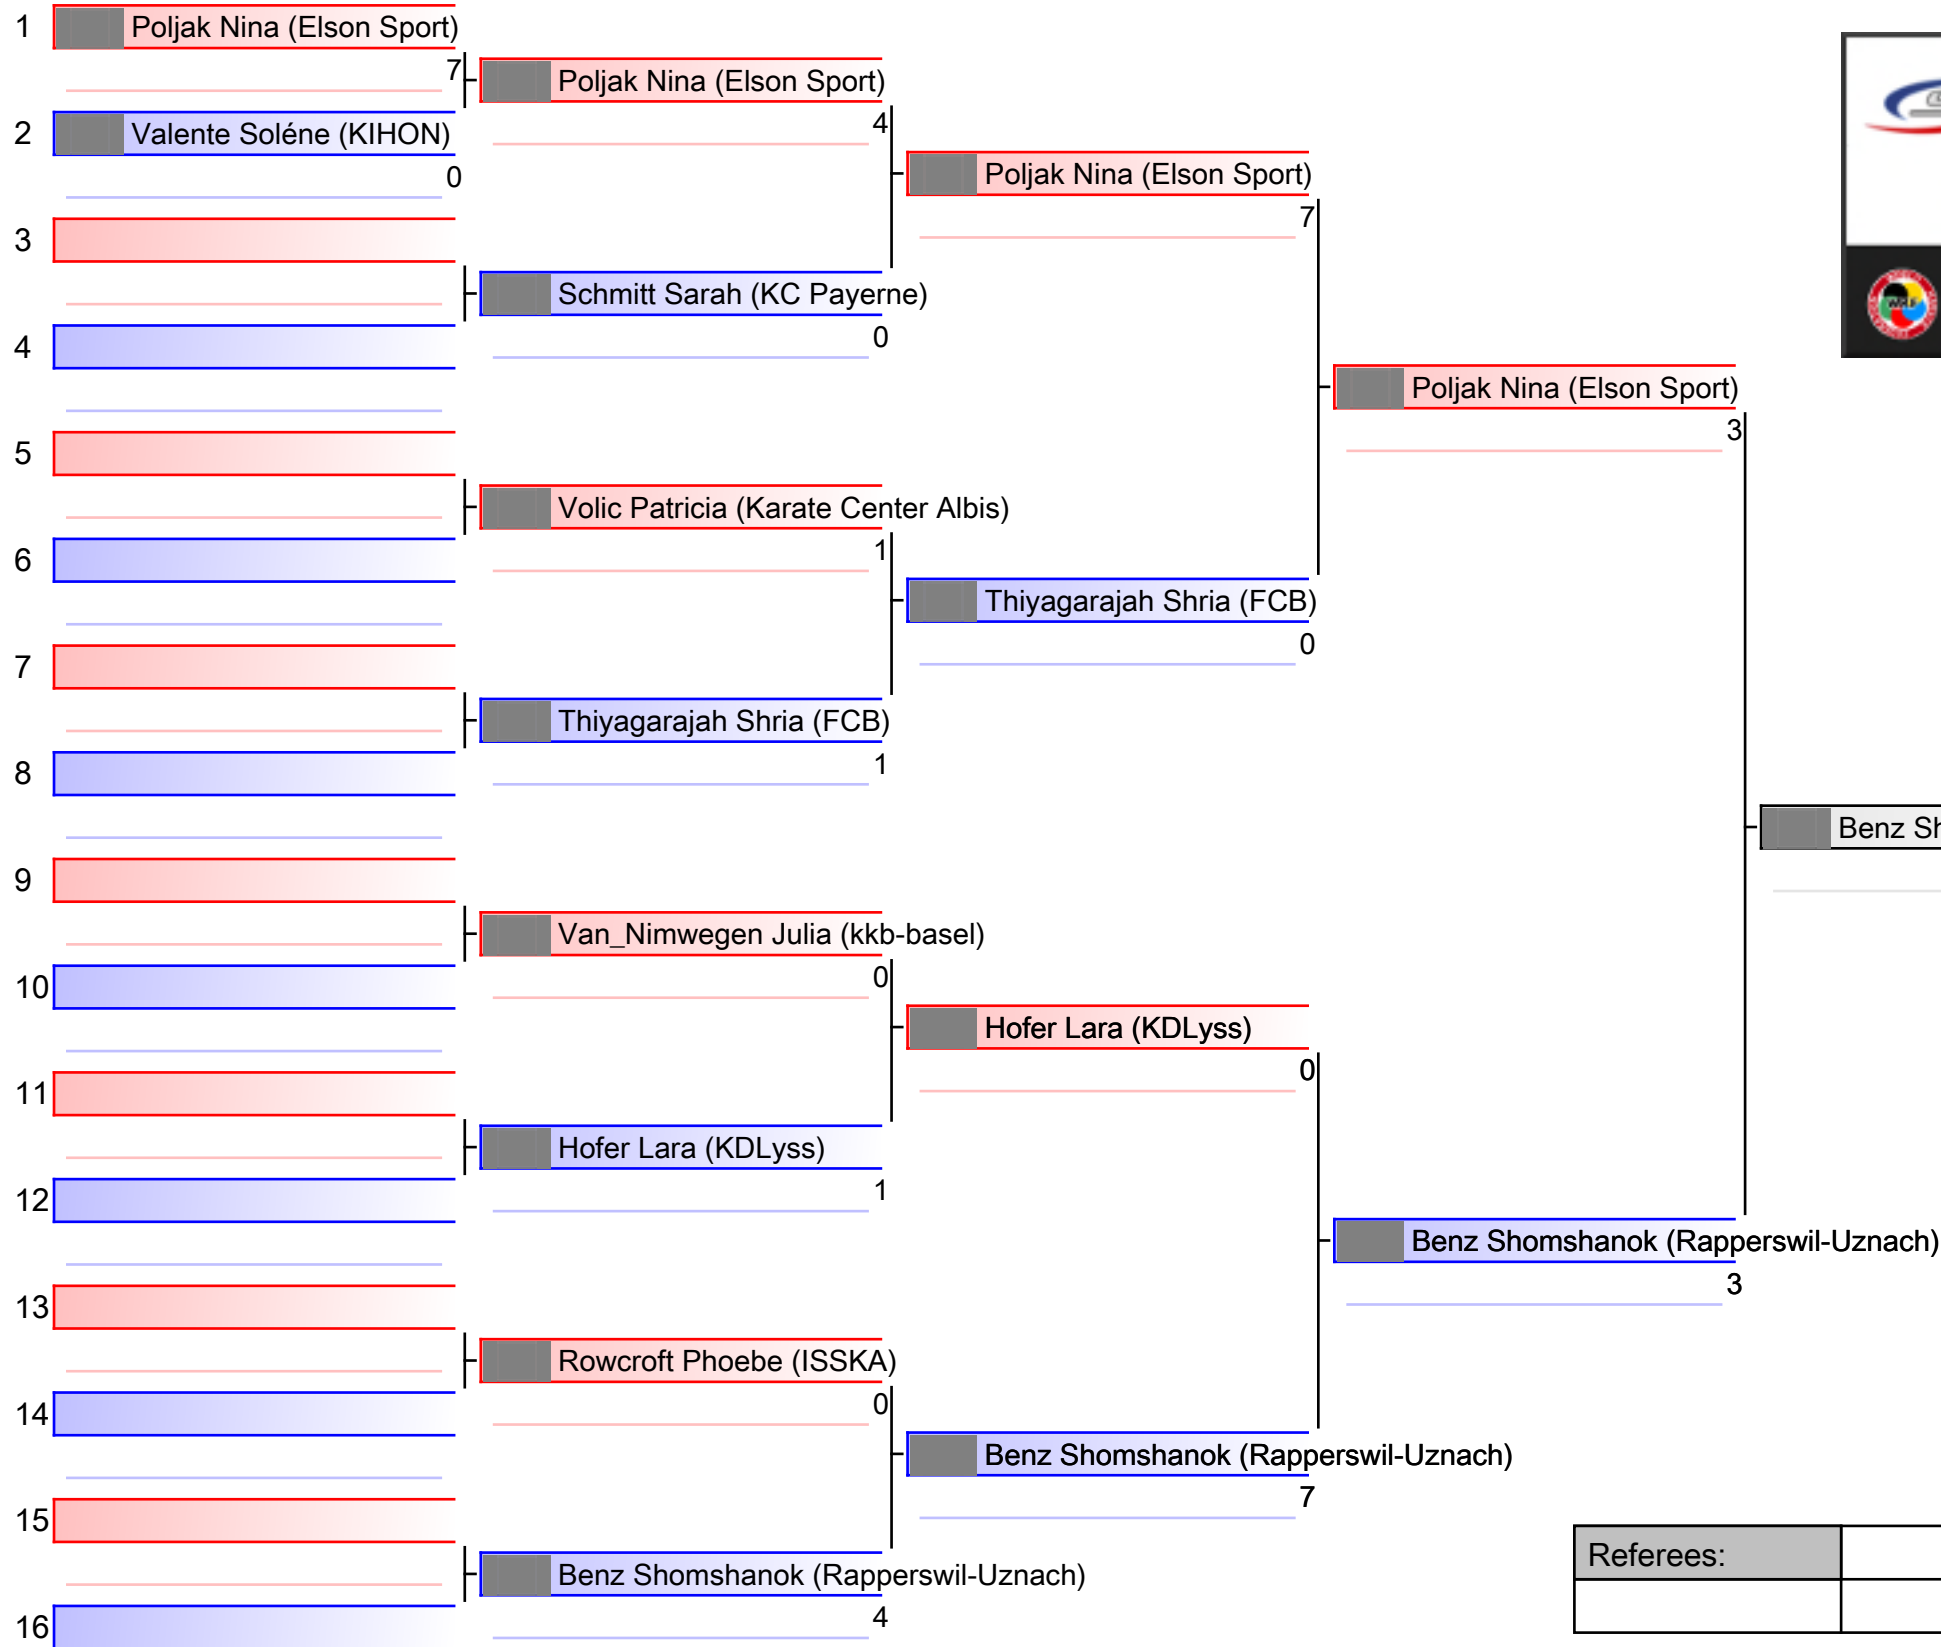 1 Poljak Nina (Elson Sport)
7
2 Valente Soléne (KIHON)
0
3
4
5
6
7
8
9
10
11
12
13
14
15
16
Poljak Nina (Elson Sport)
4
Schmitt Sarah (KC Payerne)
0
Volic Patricia (Karate Center Albis)
1
Thiyagarajah Shria (FCB)
1
Van_Nimwegen Julia (kkb-basel)
0
Hofer Lara (KDLyss)
1
Rowcroft Phoebe (ISSKA)
0
Benz Shomshanok (Rapperswil-Uznach)
4
Poljak Nina (Elson Sport)
7
Thiyagarajah Shria (FCB)
0
Hofer Lara (KDLyss)
0
Benz Shomshanok (Rapperswil-Uznach)
7
Poljak Nina (Elson Sport)
3
Benz Shomshanok (Rapperswil-Uznach)
3
Benz Sh
Referees: